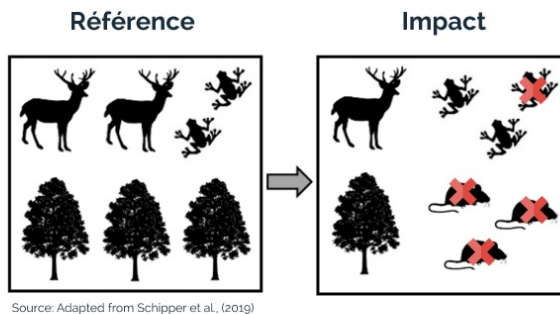 Référence
Impact
Source: Adapted from Schipper et al., (2019)